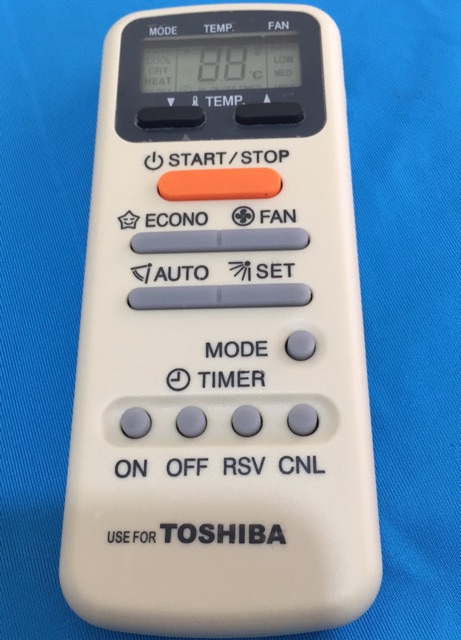 MODE TEMP. FAN
COOL 88 LOW
DRY °C MED
HEAT
▼ TEMP. ▲
START/STOP
ECONO FAN
AUTO SET
MODE
TIMER
ON OFF RSV CNL
USE FOR TOSHIBA